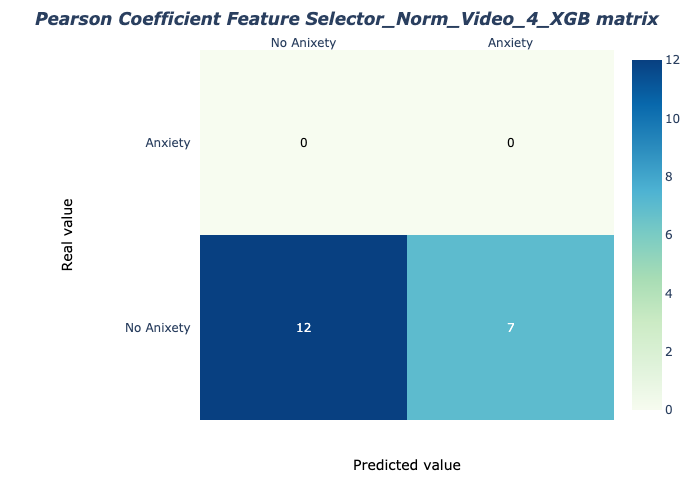 Pearson Coefficient Feature Selector_Norm_Video_4_XGB matrix
No Anixety
Anxiety
Anxiety
0
0
No Anixety
12
7
Real value
Predicted value
12
10
8
6
4
2
0